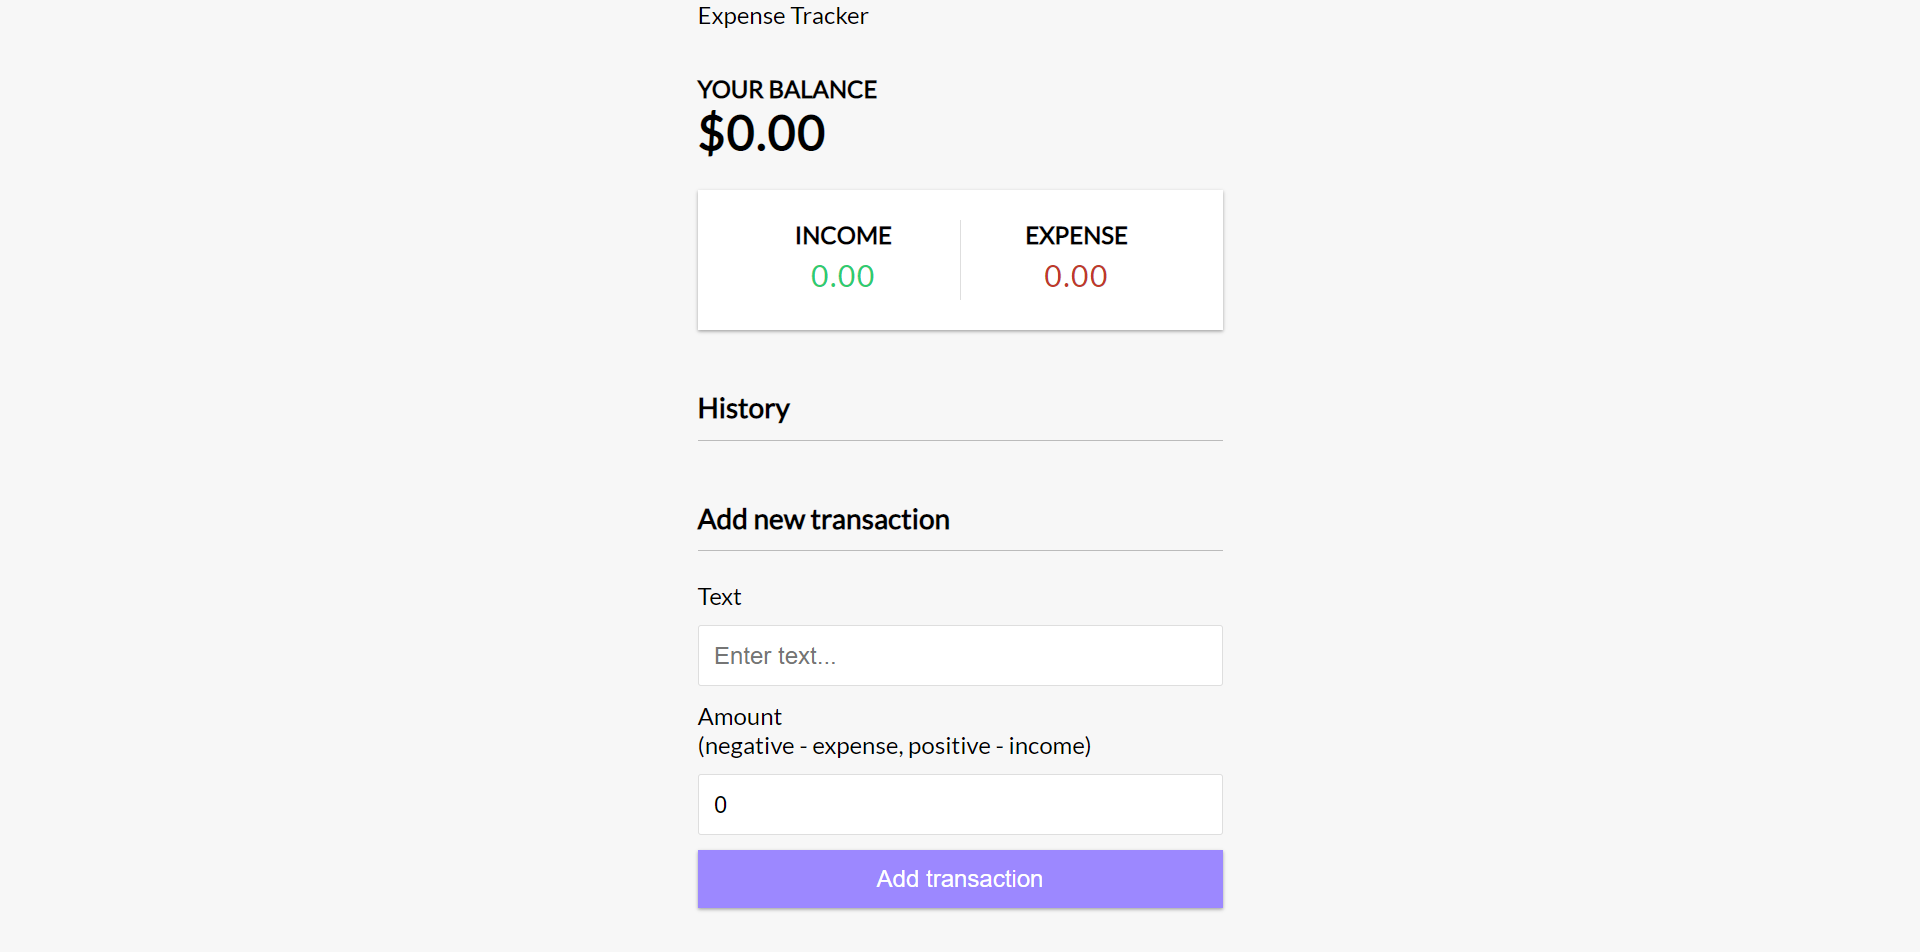 Expense Tracker
YOUR BALANCE
$0.00
INCOME EXPENSE
0.00 0.00
History
Add new transaction
Text
Enter text...
Amount
(negative - expense, positive - income)
0
Add transaction